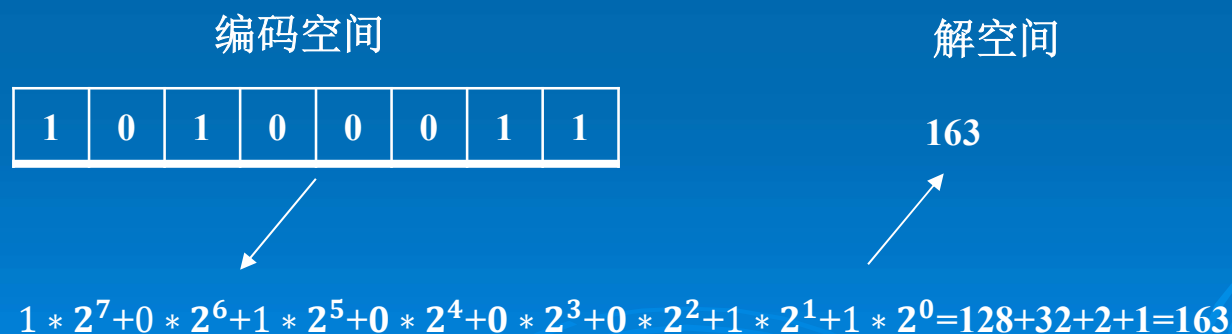 编码空间 解空间
1 0 1 0 0 0 1 1 163
1 ∗ 2⁷+0 ∗ 2⁶+1 ∗ 2⁵+0 ∗ 2⁴+0 ∗ 2³+0 ∗ 2²+1 ∗ 2¹+1 ∗ 2⁰=128+32+2+1=163